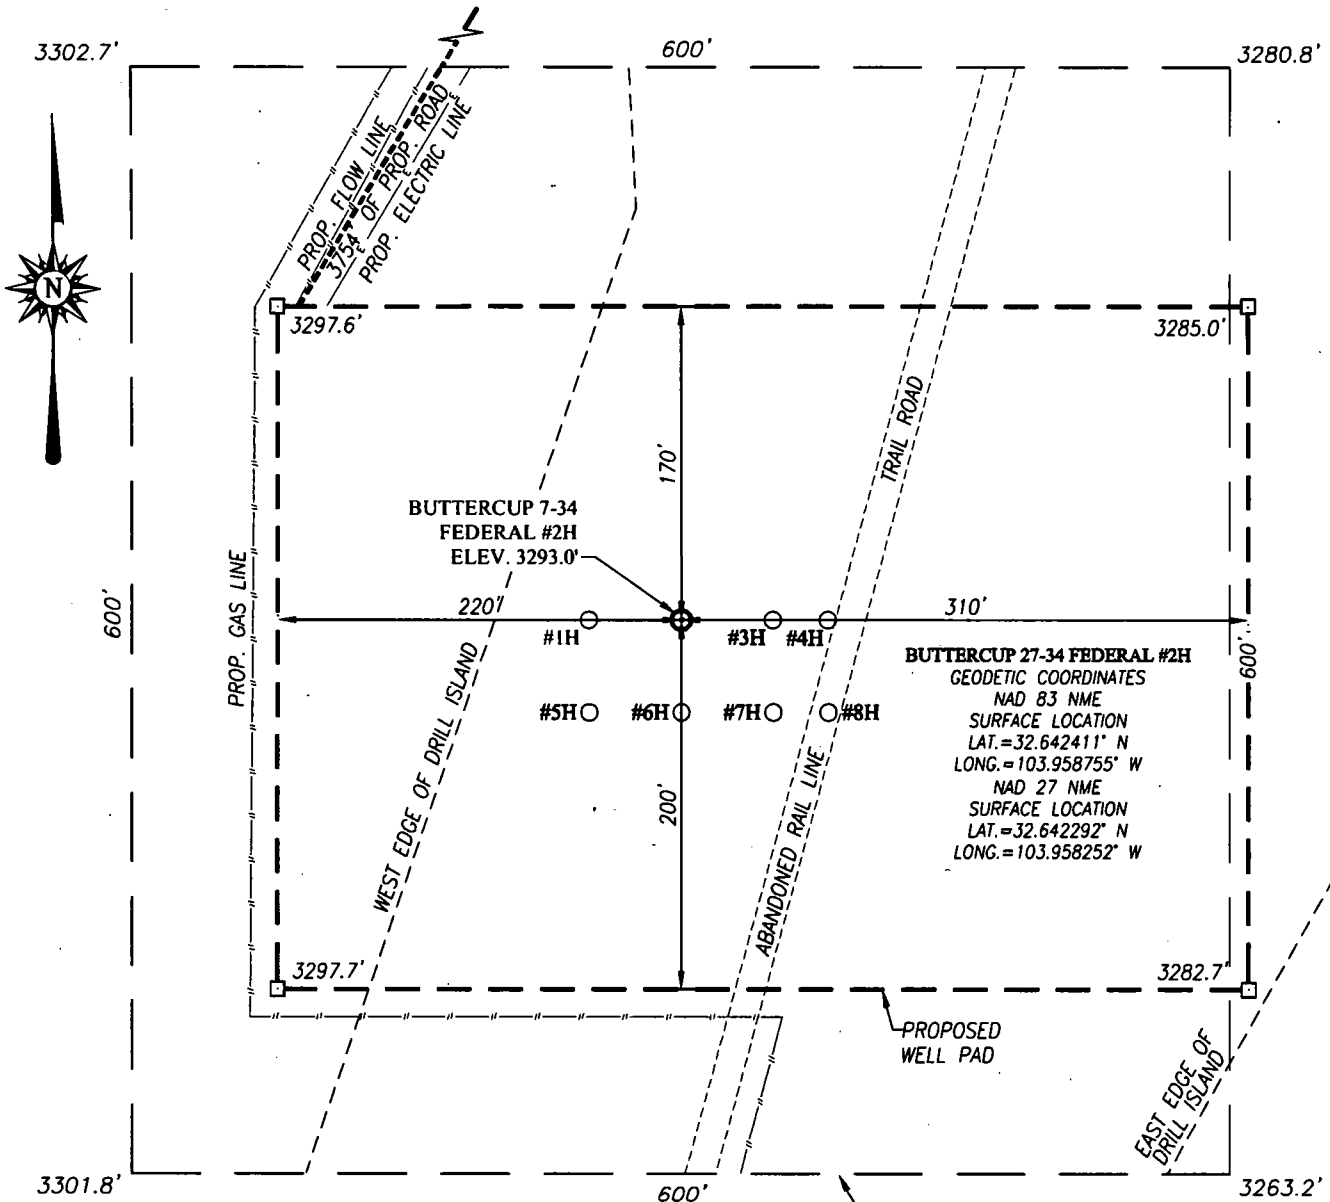 3302.7'
600'
3280.8'
PROP. FLOW LINE
3754' OF PROP. ROAD
PROP. ELECTRIC LINE
E
E
E
E
N
3297.6'
3285.0'
170'
TRAIL ROAD
BUTTERCUP 7-34
FEDERAL #2H
ELEV. 3293.0'
PROP. GAS LINE
600'
220'
310'
#1H
#3H
#4H
600'
BUTTERCUP 27-34 FEDERAL #2H
GEODETIC COORDINATES
NAD 83 NME
SURFACE LOCATION
LAT.=32.642411° N
LONG.=103.958755° W
NAD 27 NME
SURFACE LOCATION
LAT.=32.642292° N
LONG.=103.958252° W
#5H
#6H
#7H
#8H
WEST EDGE OF DRILL ISLAND
200'
ABANDONED RAIL LINE
3297.7'
3282.7'
PROPOSED
WELL PAD
EAST EDGE OF
DRILL ISLAND
3301.8'
600'
3263.2'